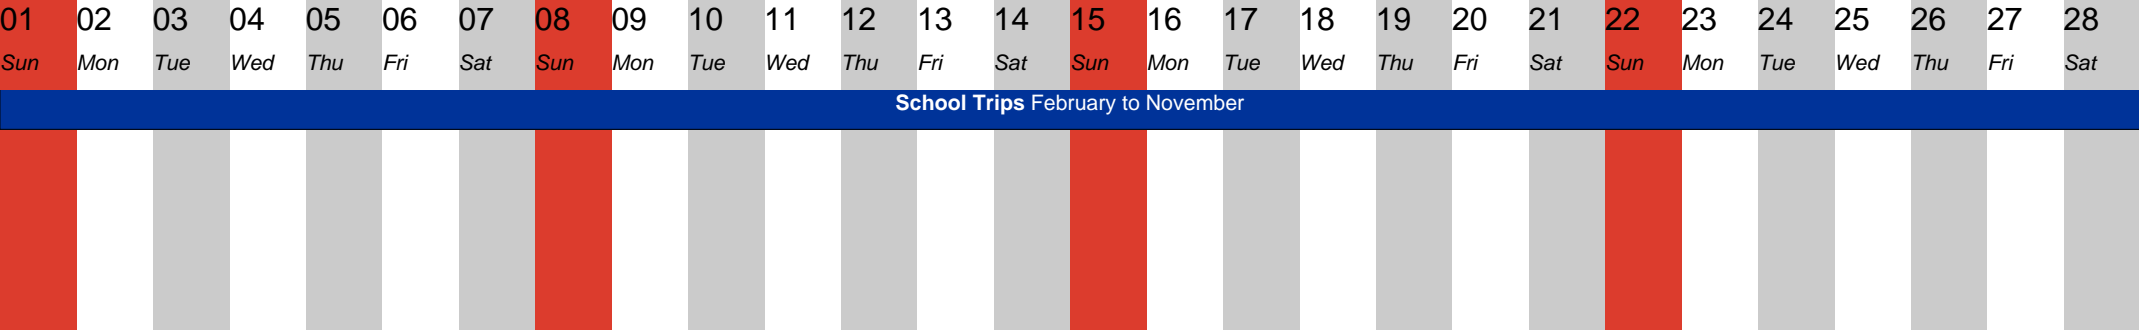 01 02 03 04 05 06 07 08 09 10 11 12 13 14 15 16 17 18 19 20 21 22 23 24 25 26 27 28
Sun Mon Tue Wed Thu Fri Sat Sun Mon Tue Wed Thu Fri Sat Sun Mon Tue Wed Thu Fri Sat Sun Mon Tue Wed Thu Fri Sat
School Trips February to November